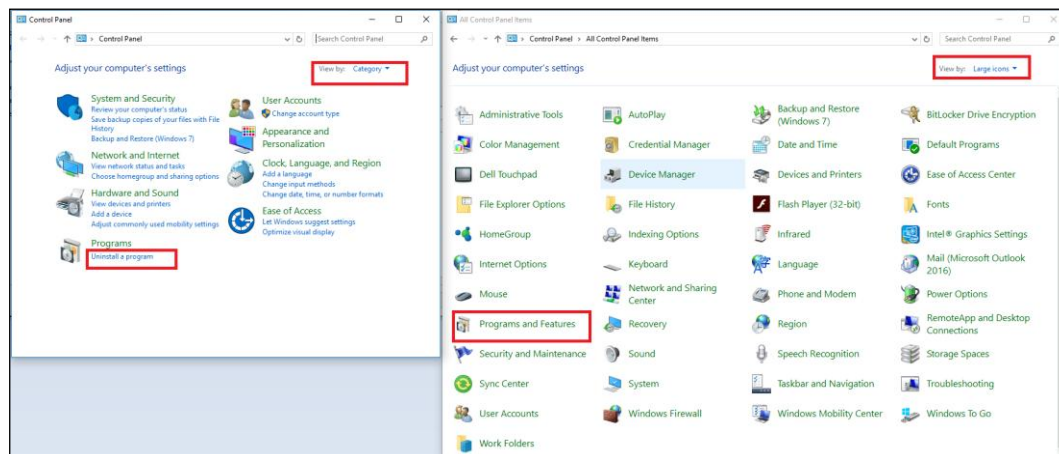 Control Panel
Control Panel
Search Control Panel
Adjust your computer's settings
View by: Category
System and Security
Review your computer's status
Save backup copies of your files with File
History
Backup and Restore (Windows 7)
Network and Internet
View network status and tasks
Choose homegroup and sharing options
Hardware and Sound
View devices and printers
Add a device
Adjust commonly used mobility settings
Programs
Uninstall a program
User Accounts
Change account type
Appearance and
Personalization
Clock, Language, and Region
Add a language
Change input methods
Change date, time, or number formats
Ease of Access
Let Windows suggest settings
Optimize visual display
All Control Panel Items
Control Panel > All Control Panel Items
Search Control Panel
Adjust your computer's settings
View by: Large icons
Administrative Tools
AutoPlay
Backup and Restore
(Windows 7)
BitLocker Drive Encryption
Color Management
Credential Manager
Date and Time
Default Programs
Dell Touchpad
Device Manager
Devices and Printers
Ease of Access Center
File Explorer Options
File History
Flash Player (32-bit)
Fonts
HomeGroup
Indexing Options
Infrared
Intel® Graphics Settings
Internet Options
Keyboard
Language
Mail (Microsoft Outlook
2016)
Mouse
Network and Sharing
Center
Phone and Modem
Power Options
Programs and Features
Recovery
Region
RemoteApp and Desktop
Connections
Security and Maintenance
Sound
Speech Recognition
Storage Spaces
Sync Center
System
Taskbar and Navigation
Troubleshooting
User Accounts
Windows Firewall
Windows Mobility Center
Windows To Go
Work Folders